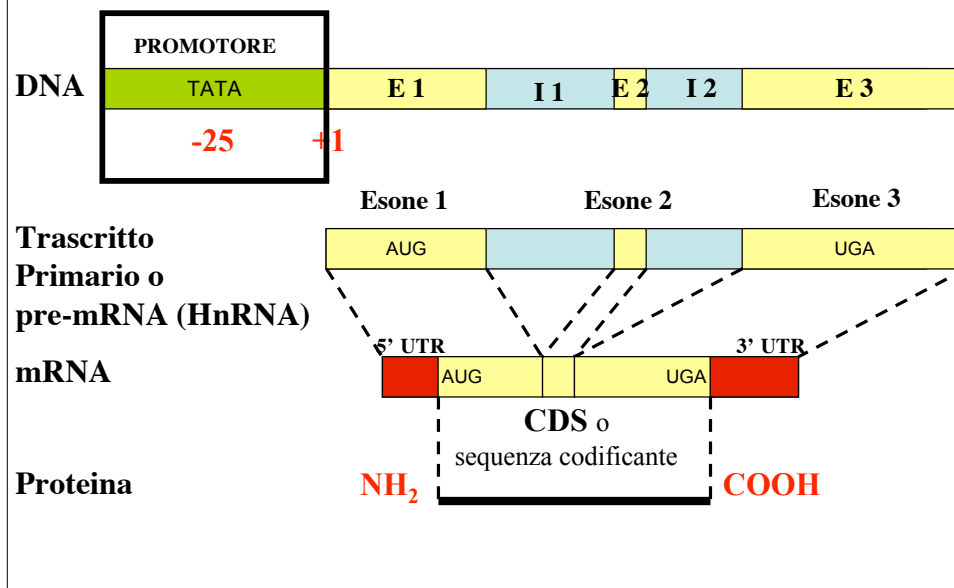 PROMOTORE
DNA TATA E 1 I 1 E 2 I 2 E 3
-25 +1
Esone 1 Esone 2 Esone 3
Trascritto
Primario o
pre-mRNA (HnRNA)
AUG UGA
5’ UTR 3’ UTR
mRNA AUG UGA
CDS o
sequenza codificante
Proteina NH2 COOH